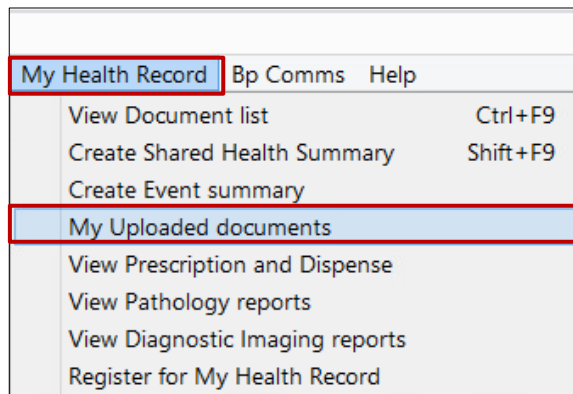 My Health Record Bp Comms Help
View Document list Ctrl+F9
Create Shared Health Summary Shift+F9
Create Event summary
My Uploaded documents
View Prescription and Dispense
View Pathology reports
View Diagnostic Imaging reports
Register for My Health Record